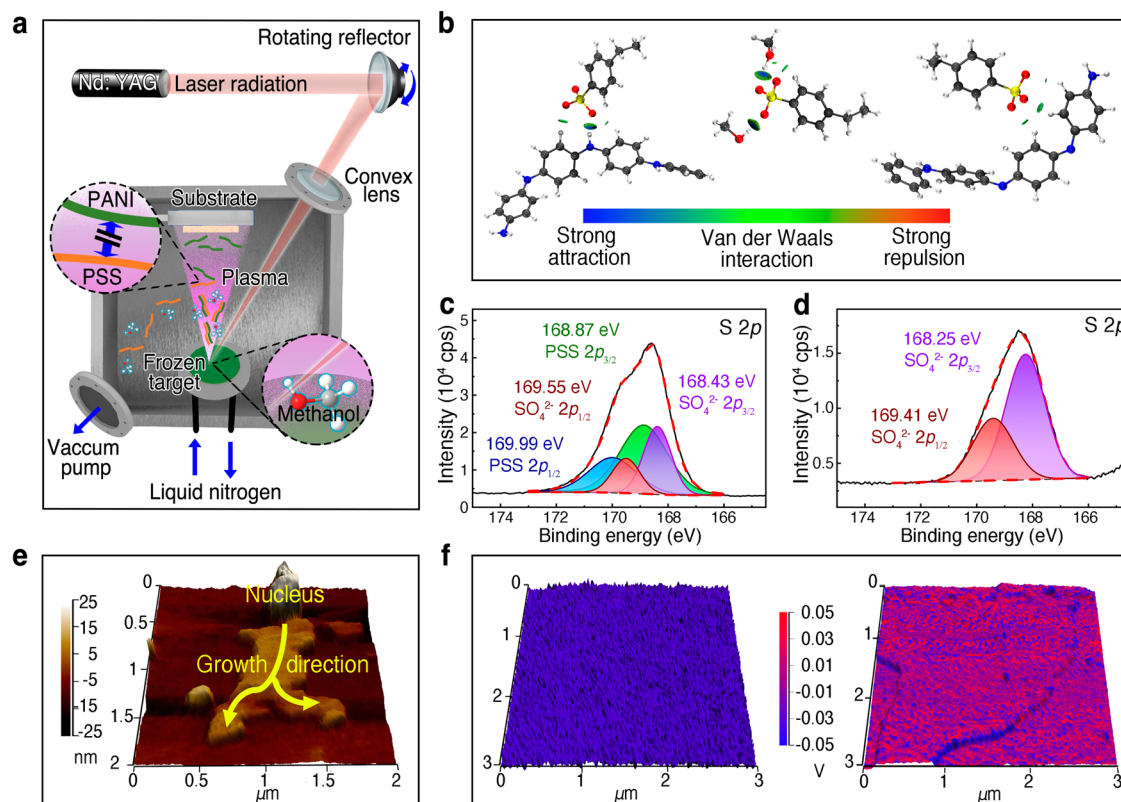 a
Rotating reflector
Nd: YAG
Laser radiation
Convex
lens
Substrate
PANI
PSS
Plasma
Frozen
target
Methanol
Vaccum
pump
Liquid nitrogen
b
Strong
attraction
Van der Waals
interaction
Strong
repulsion
c
S 2p
168.87 eV
PSS 2p3/2
169.55 eV
SO₄²⁻ 2p1/2
168.43 eV
SO₄²⁻ 2p3/2
169.99 eV
PSS 2p1/2
Intensity (10⁴ cps)
5
4
3
2
1
0
174 172 170 168 166
Binding energy (eV)
d
S 2p
168.25 eV
SO₄²⁻ 2p3/2
169.41 eV
SO₄²⁻ 2p1/2
Intensity (10⁴ cps)
1.5
1.0
0.5
174 172 170 168 166
Binding energy (eV)
e
25
15
5
-5
-15
-25
nm
Nucleus
Growth direction
0
0.5
1
1.5
2
0 0.5 1 1.5 2
μm
f
0
1
2
3
0 1 2 3
μm
0.05
0.03
0.01
-0.01
-0.03
-0.05
V
0
1
2
3
0 1 2 3
μm